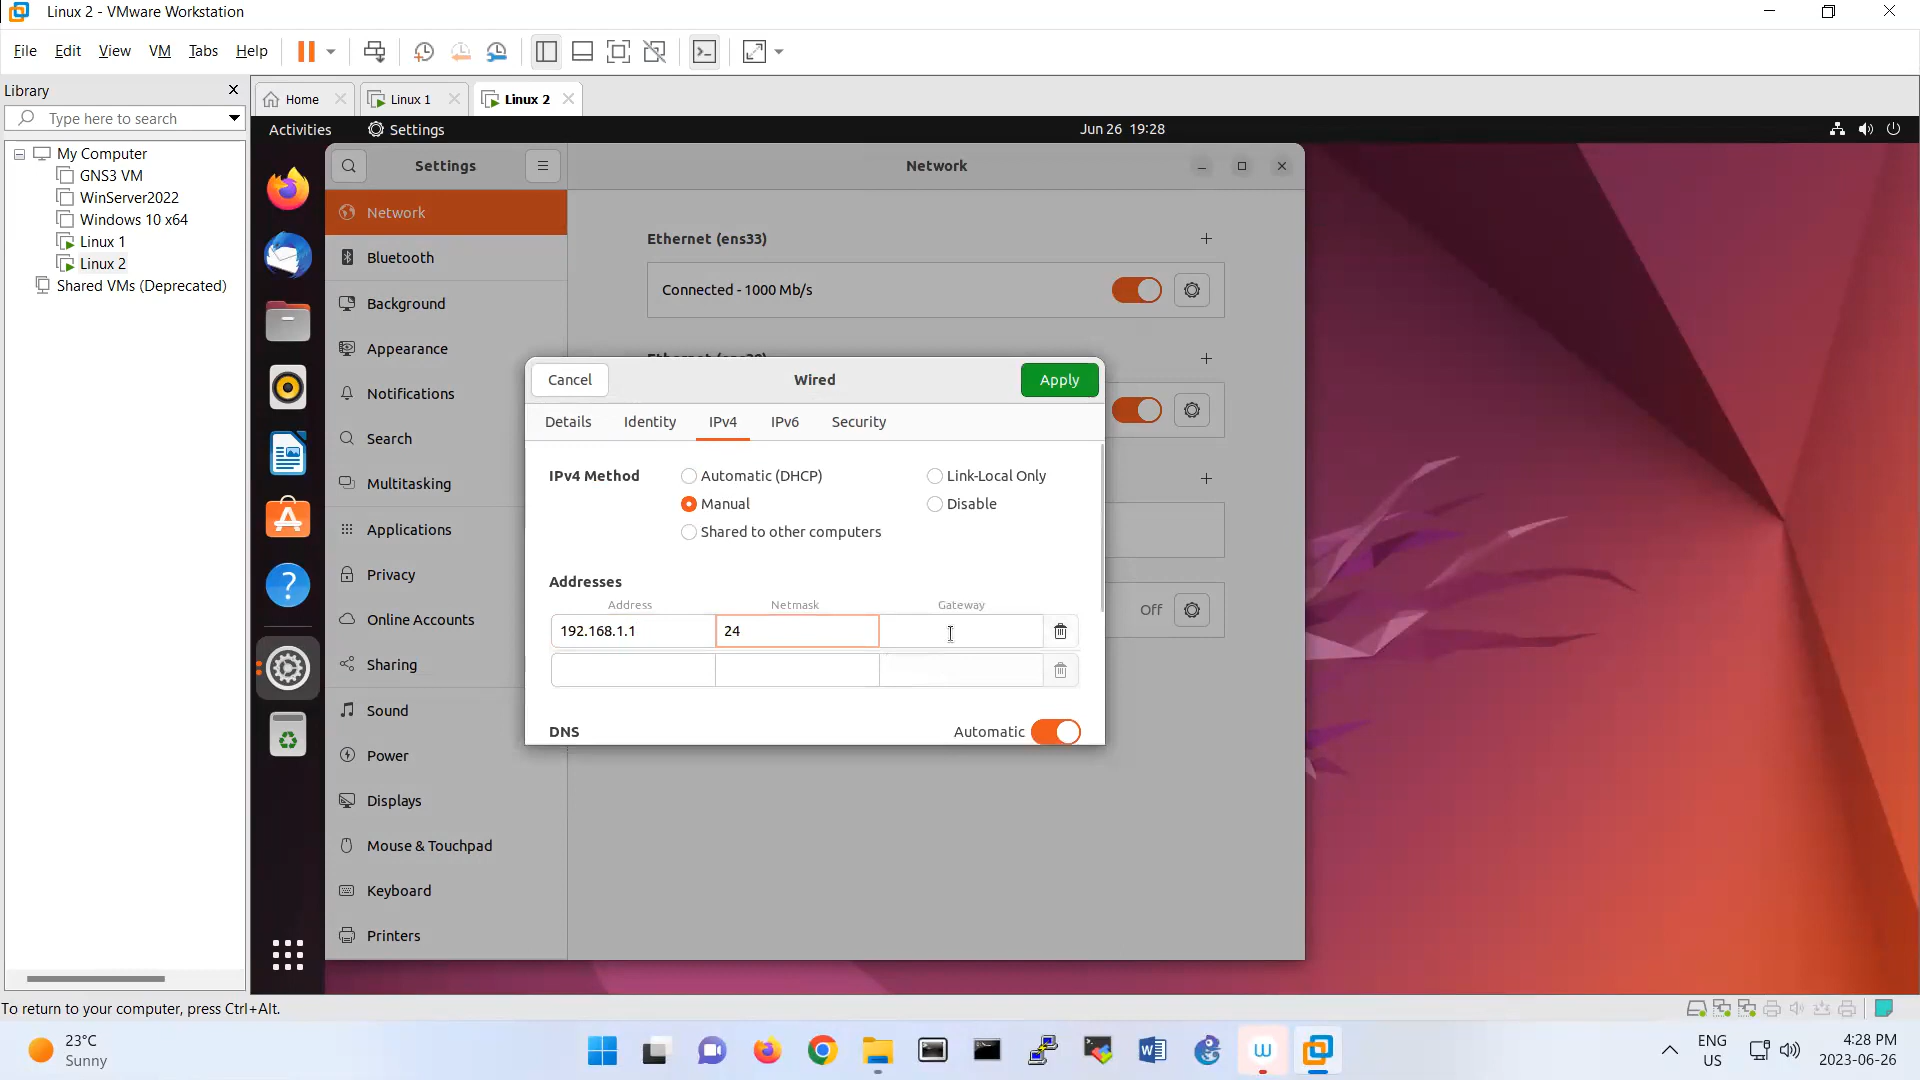 Linux 2 - VMware Workstation
File Edit View VM Tabs Help
Library
Type here to search
My Computer
GNS3 VM
WinServer2022
Windows 10 x64
Linux 1
Linux 2
Shared VMs (Deprecated)
Home
Linux 1
Linux 2
Activities
Settings
Jun 26 19:28
Settings
Network
Network
Bluetooth
Background
Appearance
Notifications
Search
Multitasking
Applications
Privacy
Online Accounts
Sharing
Sound
Power
Displays
Mouse & Touchpad
Keyboard
Printers
Ethernet (ens33)
Connected - 1000 Mb/s
Off
Cancel
Wired
Apply
Details
Identity
IPv4
IPv6
Security
IPv4 Method
Automatic (DHCP)
Link-Local Only
Manual
Disable
Shared to other computers
Addresses
Address
Netmask
Gateway
192.168.1.1
24
DNS
Automatic
To return to your computer, press Ctrl+Alt.
23°C
Sunny
ENG
US
4:28 PM
2023-06-26